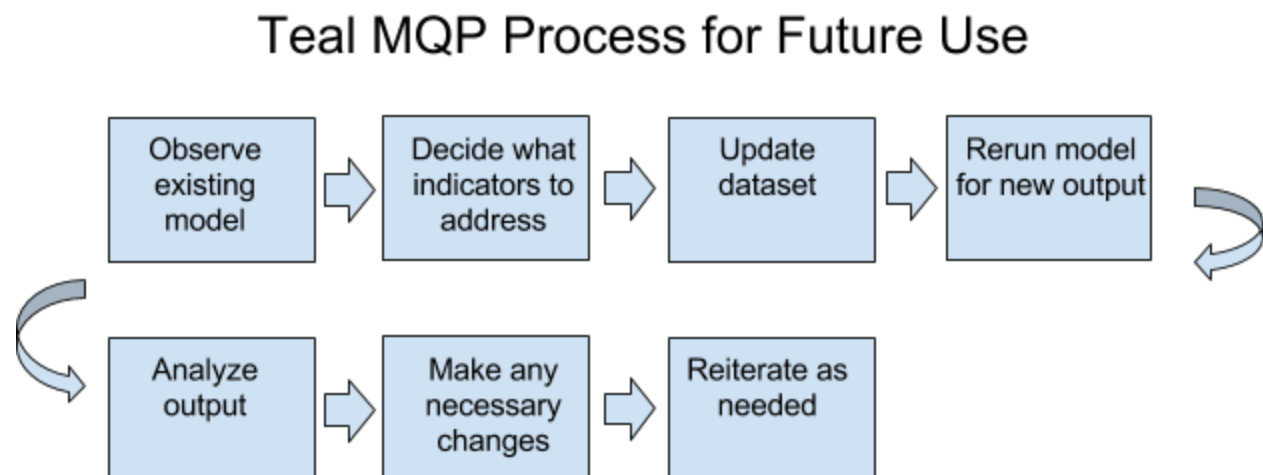 Teal MQP Process for Future Use
Observe
existing
model
Decide what
indicators to
address
Update
dataset
Rerun model
for new output
Analyze
output
Make any
necessary
changes
Reiterate as
needed